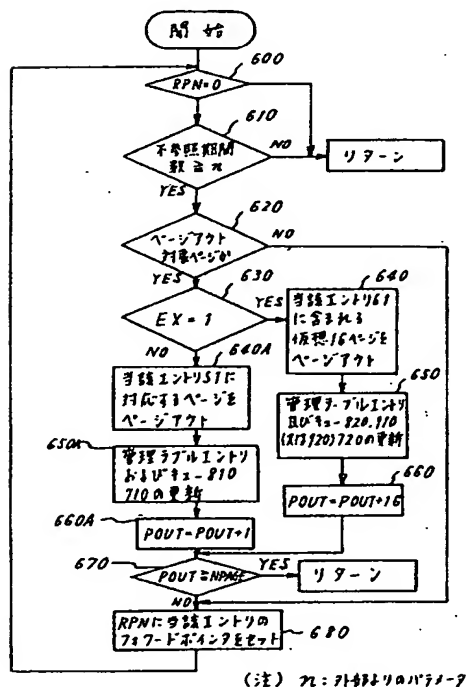 開始
600
RPN=0
610
不参照期間
数≧n
NO
リターン
YES
620
ページアウト
対象ページか
NO
YES
630
EX=1
YES
640
当該エントリ51
に含まれる
仮想16ページを
ページアウト
NO
640A
当該エントリ51に
対応するページを
ページアウト
650
管理テーブルエントリ
及びキュー820,910
(又は920)720の更新
650A
管理テブルエントリ
およびキュー810
710の更新
660
POUT=POUT+16
660A
POUT=POUT+1
670
POUT≧NPAGE
YES
リターン
NO
RPNに当該エントリの
フォワードポインタをセット
680
(注) n:外部よりのパラメータ